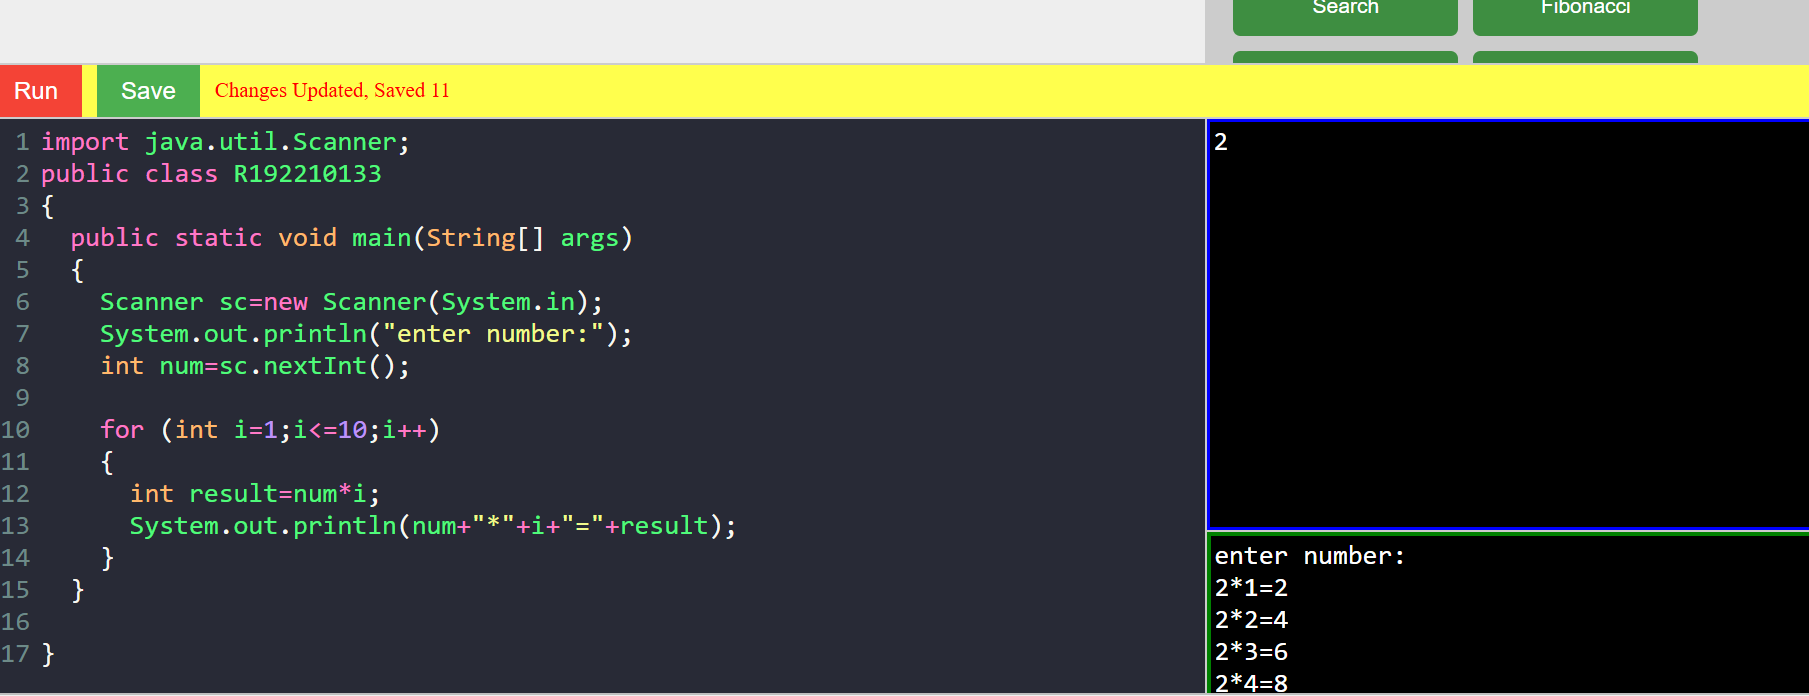 Search Fibonacci
Run Save Changes Updated, Saved 11
1 import java.util.Scanner;
2 public class R192210133
3 {
4   public static void main(String[] args)
5   {
6     Scanner sc=new Scanner(System.in);
7     System.out.println("enter number:");
8     int num=sc.nextInt();
9
10     for (int i=1;i<=10;i++)
11     {
12       int result=num*i;
13       System.out.println(num+"*"+i+"="+result);
14     }
15   }
16
17 }
2
enter number:
2*1=2
2*2=4
2*3=6
2*4=8